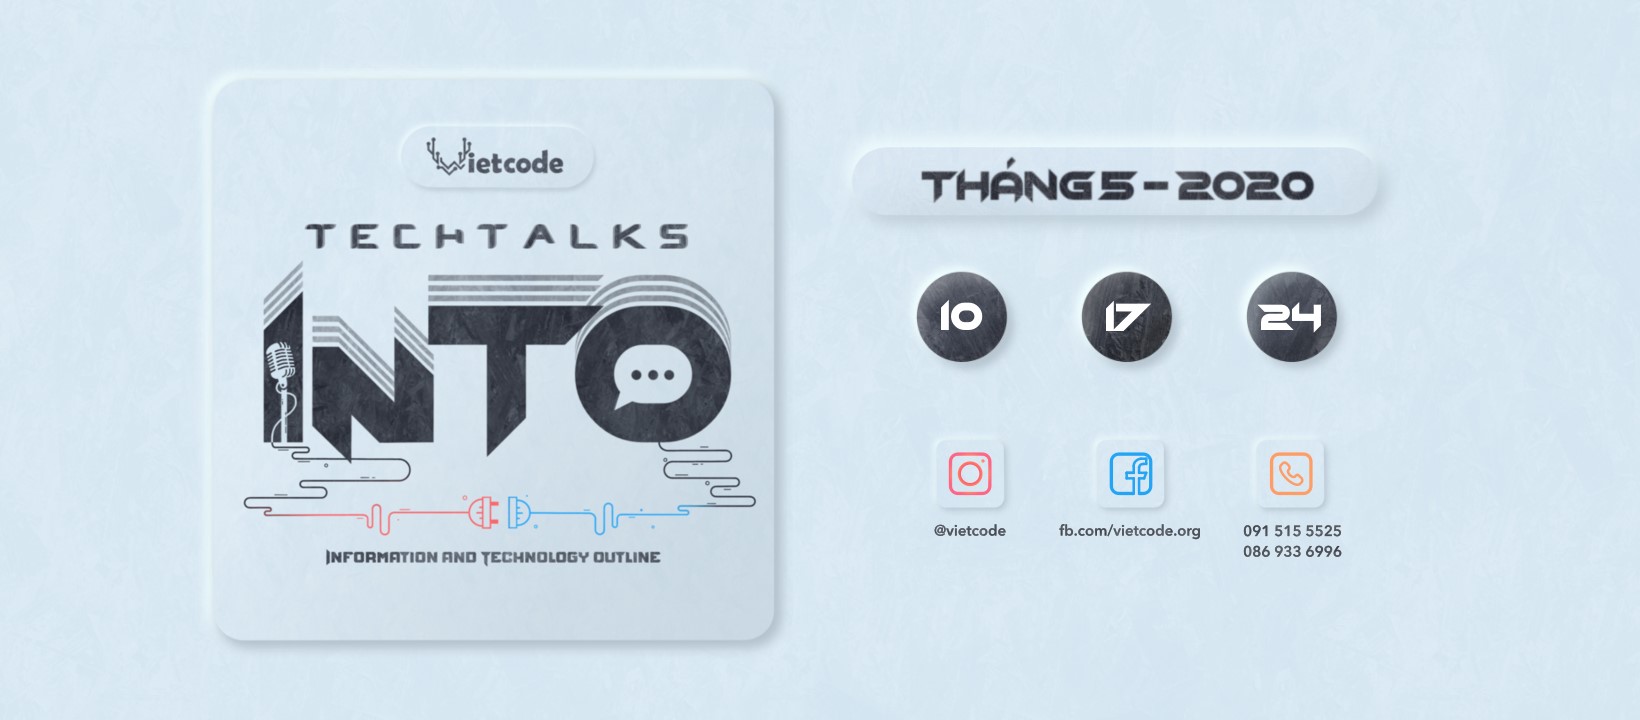 Vietcode
TECHTALKS
INTO
INFORMATION AND TECHNOLOGY OUTLINE
THÁNG 5 - 2020
10
17
24
@vietcode
fb.com/vietcode.org
091 515 5525
086 933 6996